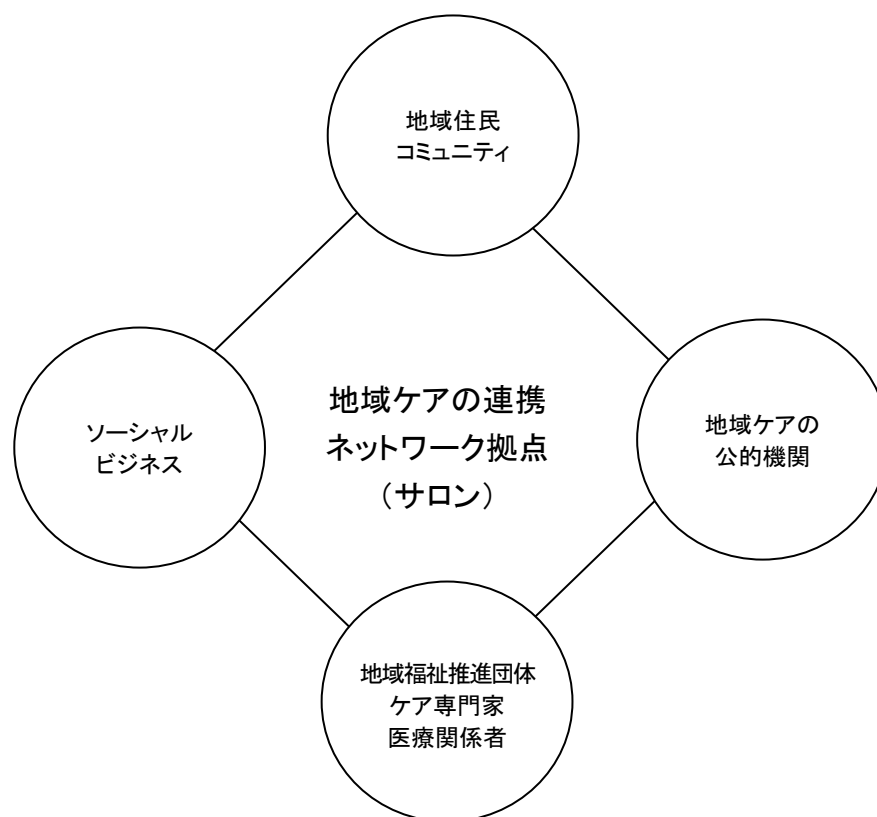 地域住民
コミュニティ
ソーシャル
ビジネス
地域ケアの連携
ネットワーク拠点
（サロン）
地域ケアの
公的機関
地域福祉推進団体
ケア専門家
医療関係者